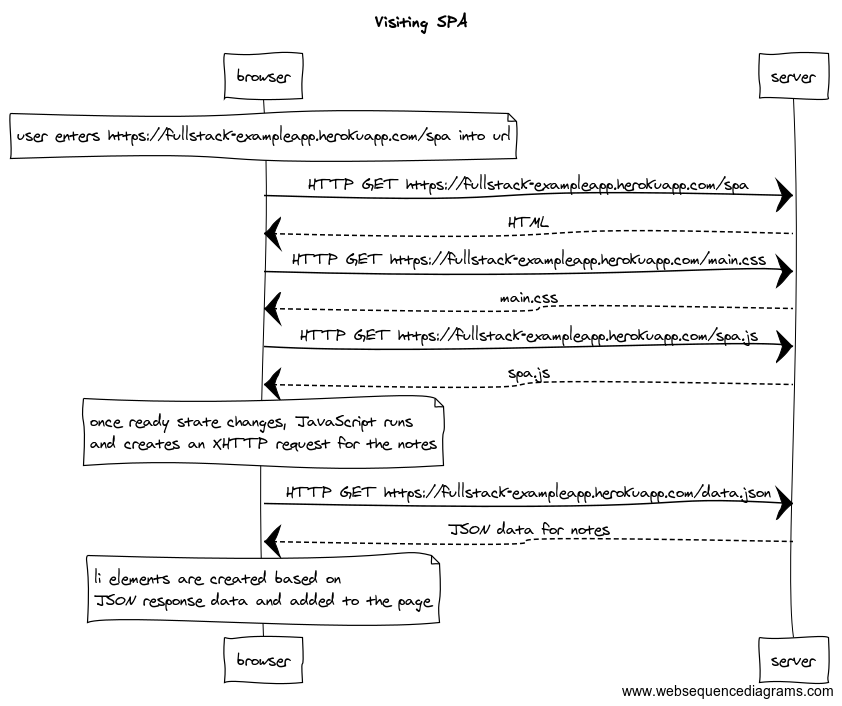 Visiting SPA
browser
server
user enters https://fullstack-exampleapp.herokuapp.com/spa into url
HTTP GET https://fullstack-exampleapp.herokuapp.com/spa
HTML
HTTP GET https://fullstack-exampleapp.herokuapp.com/main.css
main.css
HTTP GET https://fullstack-exampleapp.herokuapp.com/spa.js
spa.js
once ready state changes, JavaScript runs
and creates an XHTTP request for the notes
HTTP GET https://fullstack-exampleapp.herokuapp.com/data.json
JSON data for notes
li elements are created based on
JSON response data and added to the page
browser
server
www.websequencediagrams.com